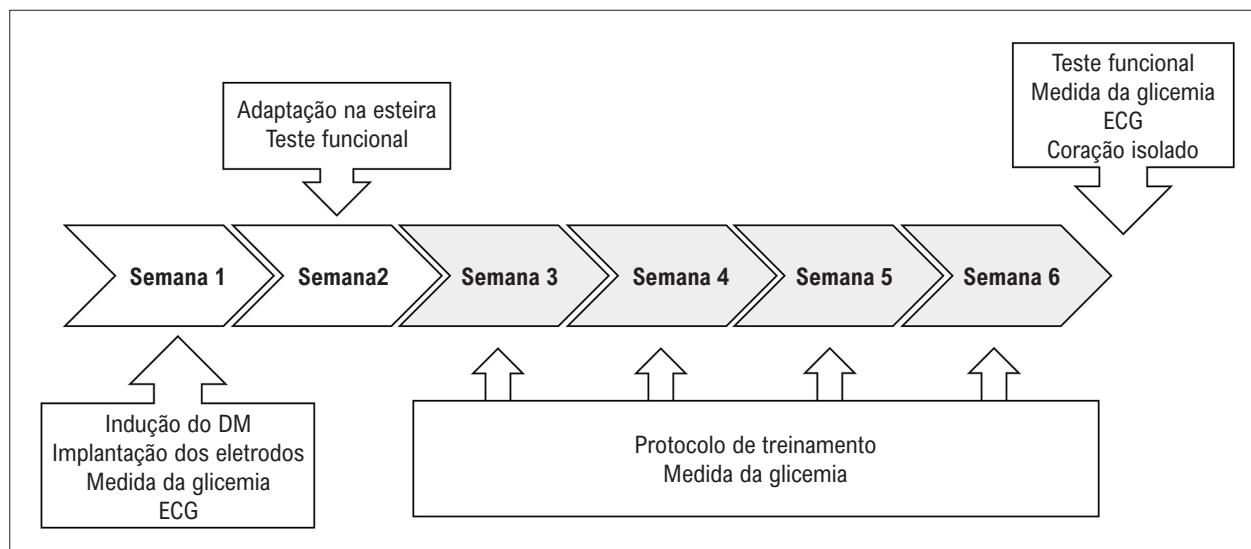 Adaptação na esteira
Teste funcional
Teste funcional
Medida da glicemia
ECG
Coração isolado
Semana 1
Semana2
Semana 3
Semana 4
Semana 5
Semana 6
Indução do DM
Implantação dos eletrodos
Medida da glicemia
ECG
Protocolo de treinamento
Medida da glicemia